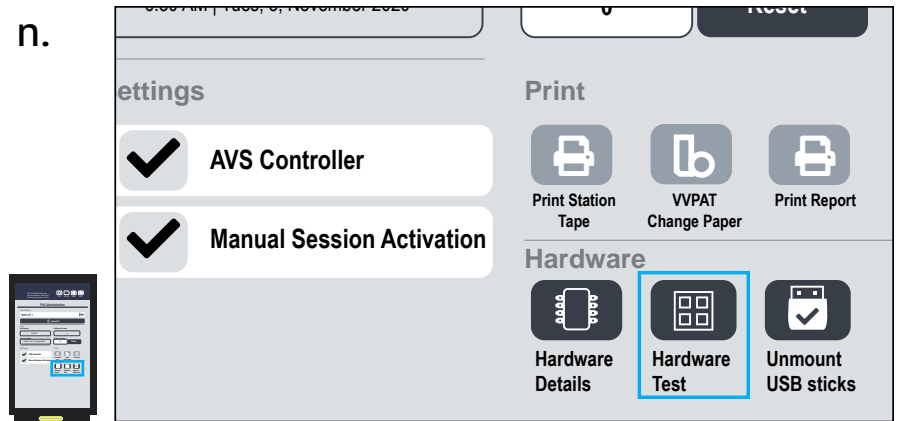 n.
Reset
ettings
Print
AVS Controller
Manual Session Activation
Print Station
Tape
VVPAT
Change Paper
Print Report
Hardware
Hardware
Details
Hardware
Test
Unmount
USB sticks